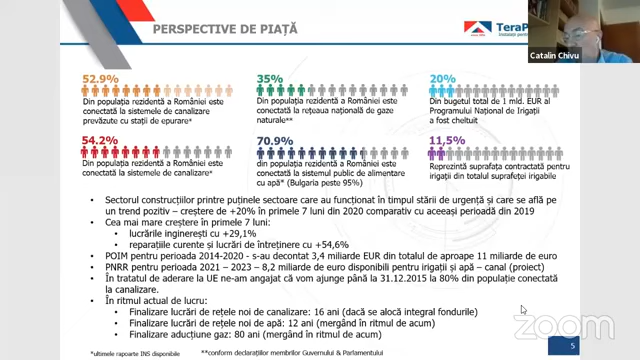 PERSPECTIVE DE PIAȚĂ
TeraP
Catalin Chivu
52.9%
Din populația rezidentă a României este
conectată la sistemele de canalizare
prevăzute cu stații de epurare*
35%
Din populația rezidentă a României este
conectată la rețeaua națională de gaze
naturale**
20%
Din bugetul total de 1 mld. EUR al
Programului Național de Irigații
a fost cheltuit
54.2%
Din populația rezidentă a României este
conectată la sistemele de canalizare*
70.9%
din populația rezidentă a României este
conectată la sistemul public de alimentare
cu apă* (Bulgaria peste 95%)
11,5%
Reprezintă suprafața contractată pentru
irigații din totalul suprafeței irigabile
• Sectorul construcțiilor printre puținele sectoare care au funcționat în timpul stării de urgență și care se află pe
un trend pozitiv – creștere de +20% în primele 7 luni din 2020 comparativ cu aceeași perioadă din 2019
• Cea mai mare creștere în primele 7 luni:
• lucrările inginerești cu +29,1%
• reparațiile curente și lucrări de întreținere cu +54,6%
• POIM pentru perioada 2014-2020 - s-au decontat 3,4 miliarde EUR din totalul de aproape 11 miliarde de euro
• PNRR pentru perioada 2021 – 2023 – 8,2 miliarde de euro disponibili pentru irigații și apă – canal (proiect)
• În tratatul de aderare la UE ne-am angajat că vom ajunge până la 31.12.2015 la 80% din populație conectată
la canalizare.
• În ritmul actual de lucru:
• Finalizare lucrări de rețele noi de canalizare: 16 ani (dacă se alocă integral fondurile)
• Finalizare lucrări de rețele noi de apă: 12 ani (mergând în ritmul de acum)
• Finalizare aducțiune gaz: 80 ani (mergând în ritmul de acum)
zoom
5
*ultimele rapoarte INS disponibile
**conform declarațiilor membrilor Guvernului & Parlamentului